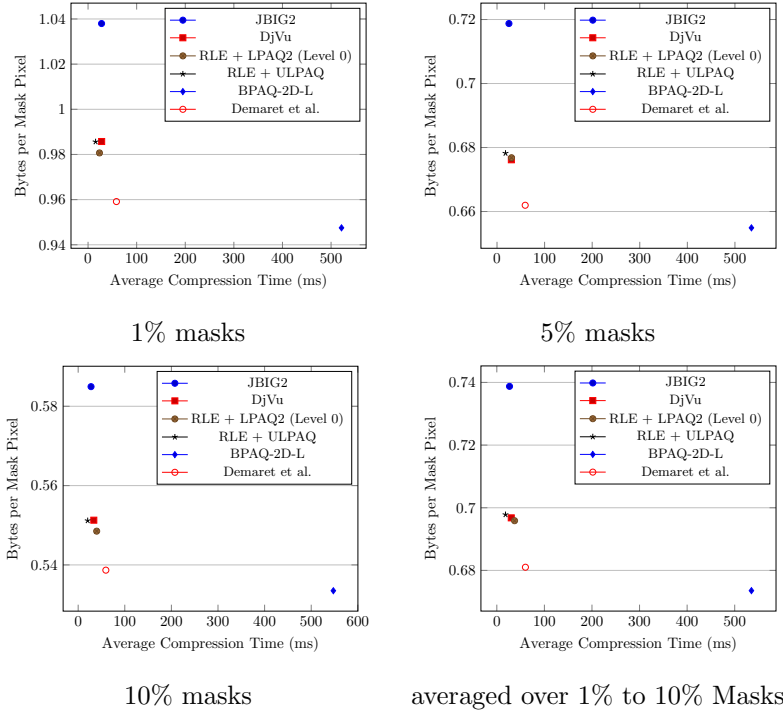 1.04
1.02
1
0.98
0.96
0.94
Bytes per Mask Pixel
JBIG2
DjVu
RLE + LPAQ2 (Level 0)
RLE + ULPAQ
BPAQ-2D-L
Demaret et al.
0 100 200 300 400 500
Average Compression Time (ms)
1% masks
0.72
0.7
0.68
0.66
Bytes per Mask Pixel
JBIG2
DjVu
RLE + LPAQ2 (Level 0)
RLE + ULPAQ
BPAQ-2D-L
Demaret et al.
0 100 200 300 400 500
Average Compression Time (ms)
5% masks
0.58
0.56
0.54
Bytes per Mask Pixel
JBIG2
DjVu
RLE + LPAQ2 (Level 0)
RLE + ULPAQ
BPAQ-2D-L
Demaret et al.
0 100 200 300 400 500 600
Average Compression Time (ms)
10% masks
0.74
0.72
0.7
0.68
Bytes per Mask Pixel
JBIG2
DjVu
RLE + LPAQ2 (Level 0)
RLE + ULPAQ
BPAQ-2D-L
Demaret et al.
0 100 200 300 400 500
Average Compression Time (ms)
averaged over 1% to 10% Masks